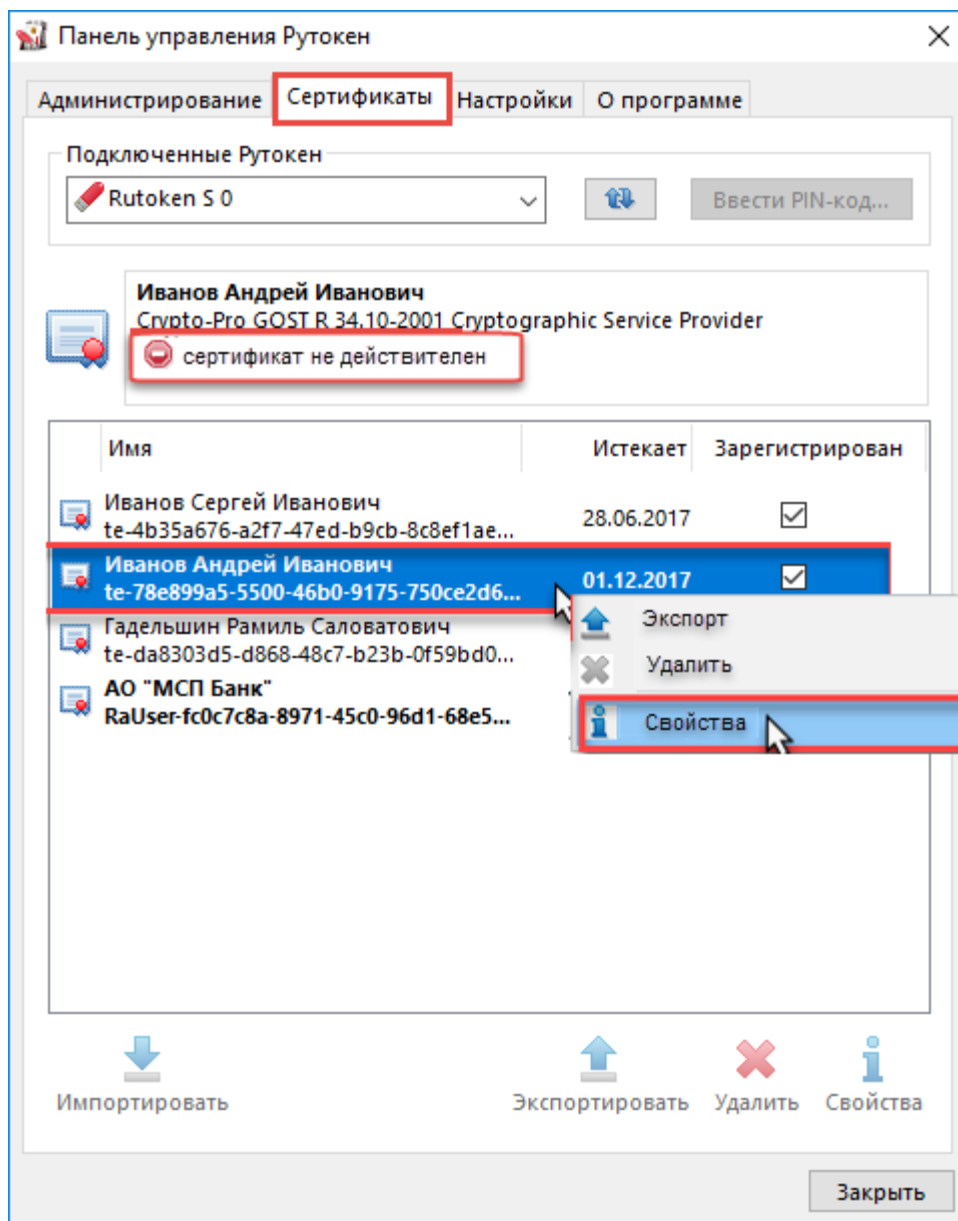 Панель управления Рутокен
Администрирование Сертификаты Настройки О программе
Подключенные Рутокен
Rutoken S 0 Ввести PIN-код...
Иванов Андрей Иванович
Crypto-Pro GOST R 34.10-2001 Cryptographic Service Provider
сертификат не действителен
Имя Истекает Зарегистрирован
Иванов Сергей Иванович
te-4b35a676-a2f7-47ed-b9cb-8c8ef1ae... 28.06.2017
Иванов Андрей Иванович
te-78e899a5-5500-46b0-9175-750ce2d6... 01.12.2017
Экспорт
Гадельшин Рамиль Саловатович
te-da8303d5-d868-48c7-b23b-0f59bd0...
Удалить
АО "МСП Банк"
RaUser-fc0c7c8a-8971-45c0-96d1-68e5...
Свойства
Импортировать Экспортировать Удалить Свойства
Закрыть